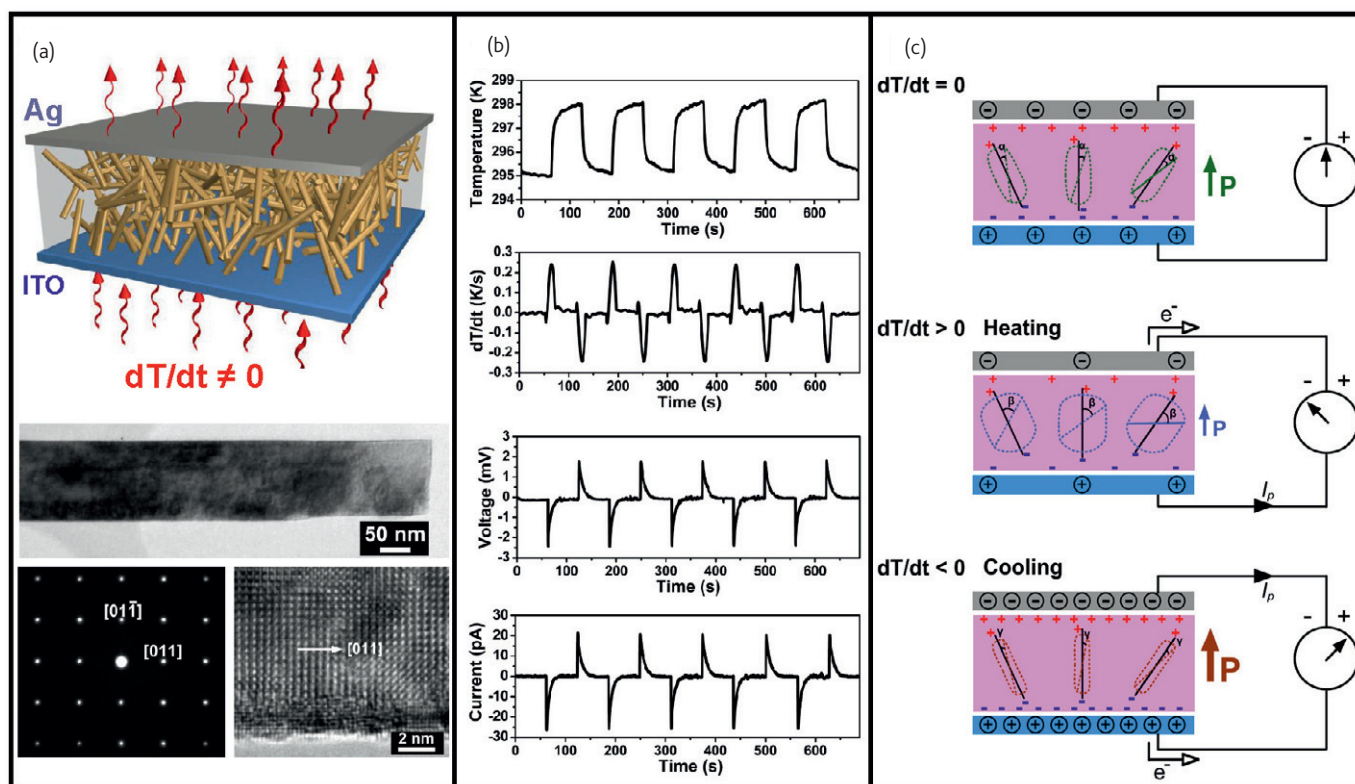 (a)
Ag
ITO
dT/dt ≠ 0
50 nm
[011̄]
[011]
[011]
2 nm
(b)
Temperature (K)
299
298
297
296
295
294
0 100 200 300 400 500 600
Time (s)
dT/dt (K/s)
0.3
0.2
0.1
0.0
-0.1
-0.2
-0.3
0 100 200 300 400 500 600
Time (s)
Voltage (mV)
3
2
1
0
-1
-2
-3
0 100 200 300 400 500 600
Time (s)
Current (pA)
30
20
10
0
-10
-20
-30
0 100 200 300 400 500 600
Time (s)
(c)
dT/dt = 0
- - - - -
+ + + + + + +
+ + +
α α α
- - -
- - - - - -
+ + + + +
P
- +
dT/dt > 0 Heating
e-
- - -
+ + + +
+ + +
β β β
- - -
- - - -
+ + +
P
- +
Ip
dT/dt < 0 Cooling
Ip
- - - - - - - - -
+ + + + + + + + + +
+ + +
γ γ γ
- - -
- - - - - - - - - -
+ + + + + + + + +
P
- +
e-